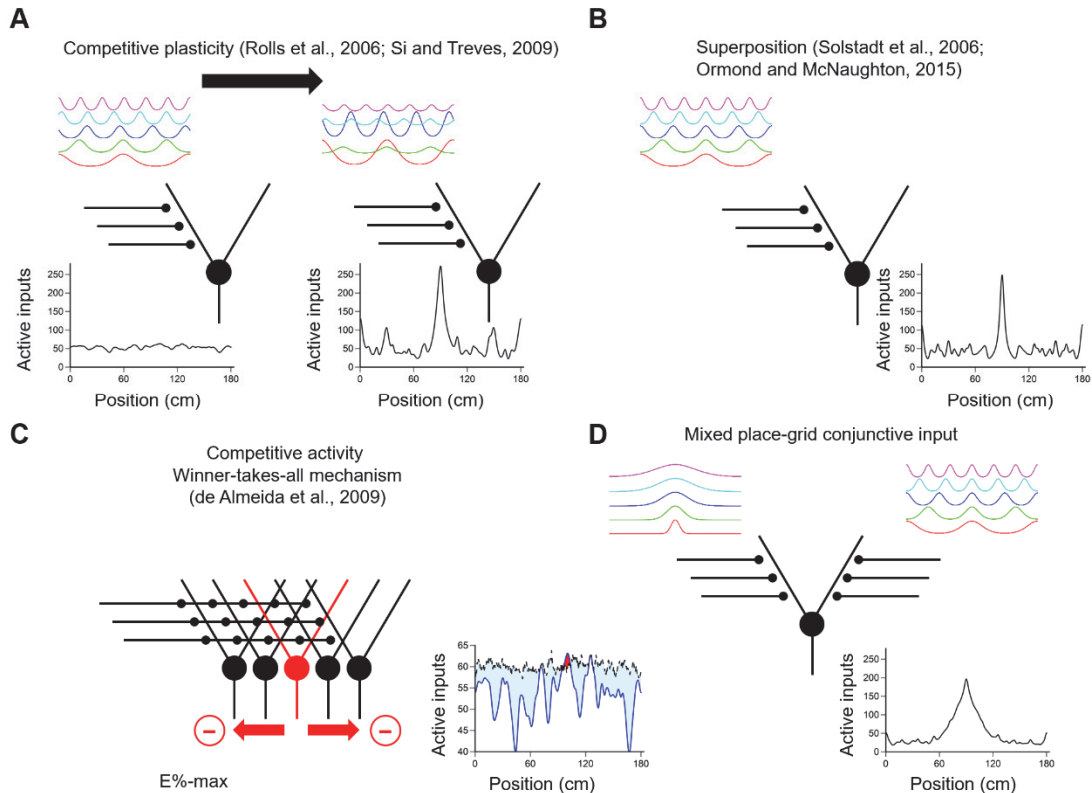 A
Competitive plasticity (Rolls et al., 2006; Si and Treves, 2009)
Active inputs
250
200
150
100
50
0
0
60
120
180
Position (cm)
Active inputs
250
200
150
100
50
0
0
60
120
180
Position (cm)
B
Superposition (Solstadt et al., 2006;
Ormond and McNaughton, 2015)
Active inputs
250
200
150
100
50
0
0
60
120
180
Position (cm)
C
Competitive activity
Winner-takes-all mechanism
(de Almeida et al., 2009)
E%-max
Active inputs
65
60
55
50
45
40
0
60
120
180
Position (cm)
D
Mixed place-grid conjunctive input
Active inputs
250
200
150
100
50
0
0
60
120
180
Position (cm)